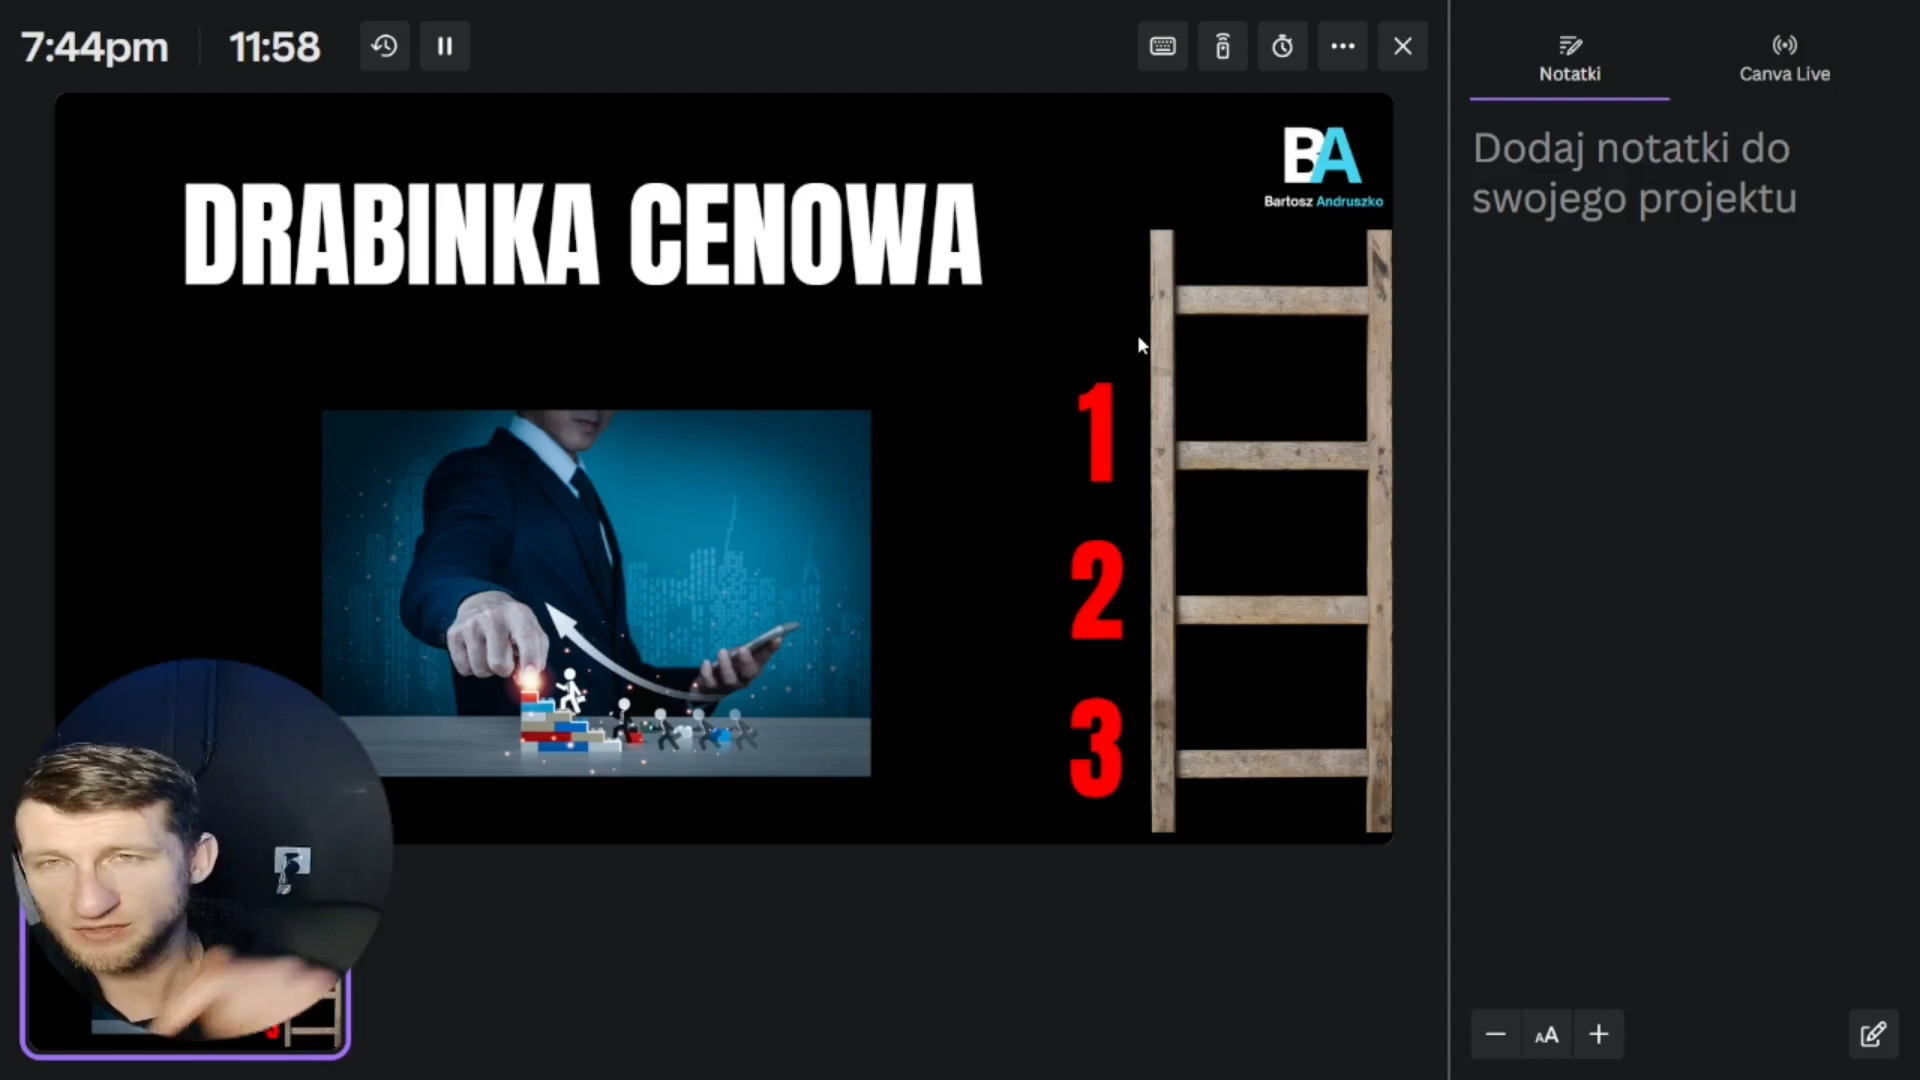 7:44pm
11:58
Notatki
Canva Live
Dodaj notatki do
swojego projektu
BA
Bartosz Andruszko
DRABINKA CENOWA
1
2
3
3
AA